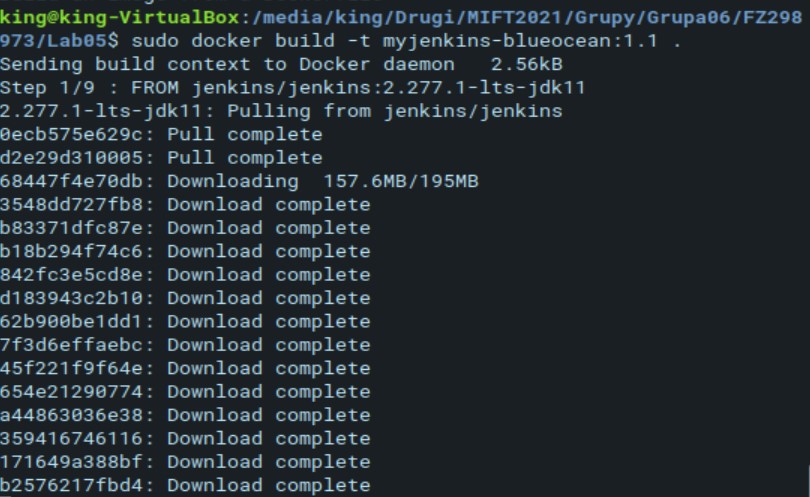 king@king-VirtualBox:/media/king/Drugi/MIFT2021/Grupy/Grupa06/FZ298
973/Lab05$ sudo docker build -t myjenkins-blueocean:1.1 .
Sending build context to Docker daemon   2.56kB
Step 1/9 : FROM jenkins/jenkins:2.277.1-lts-jdk11
2.277.1-lts-jdk11: Pulling from jenkins/jenkins
0ecb575e629c: Pull complete
d2e29d310005: Pull complete
68447f4e70db: Downloading  157.6MB/195MB
3548dd727fb8: Download complete
b83371dfc87e: Download complete
b18b294f74c6: Download complete
842fc3e5cd8e: Download complete
d183943c2b10: Download complete
62b900be1dd1: Download complete
7f3d6effaebc: Download complete
45f221f9f64e: Download complete
654e21290774: Download complete
a44863036e38: Download complete
359416746116: Download complete
171649a388bf: Download complete
b2576217fbd4: Download complete